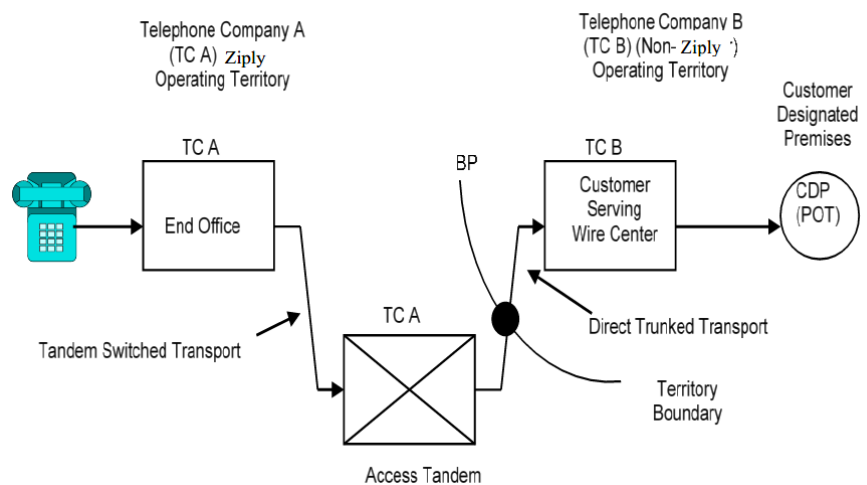 Telephone Company A
(TC A) Ziply
Operating Territory
Telephone Company B
(TC B) (Non- Ziply )
Operating Territory
Customer
Designated
Premises
TC A
End Office
BP
TC B
Customer
Serving
Wire Center
CDP
(POT)
Tandem Switched Transport
TC A
Access Tandem
Direct Trunked Transport
Territory
Boundary